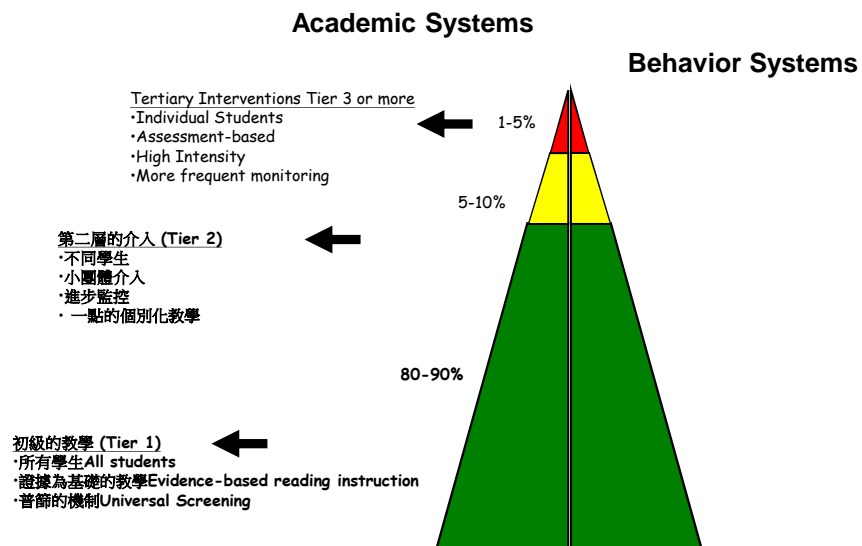 Academic Systems
Behavior Systems
Tertiary Interventions Tier 3 or more
•Individual Students
•Assessment-based
•High Intensity
•More frequent monitoring
1-5%
5-10%
第二層的介入 (Tier 2)
•不同學生
•小團體介入
•進步監控
• 一點的個別化教學
80-90%
初級的教學 (Tier 1)
•所有學生All students
•證據為基礎的教學Evidence-based reading instruction
•普篩的機制Universal Screening